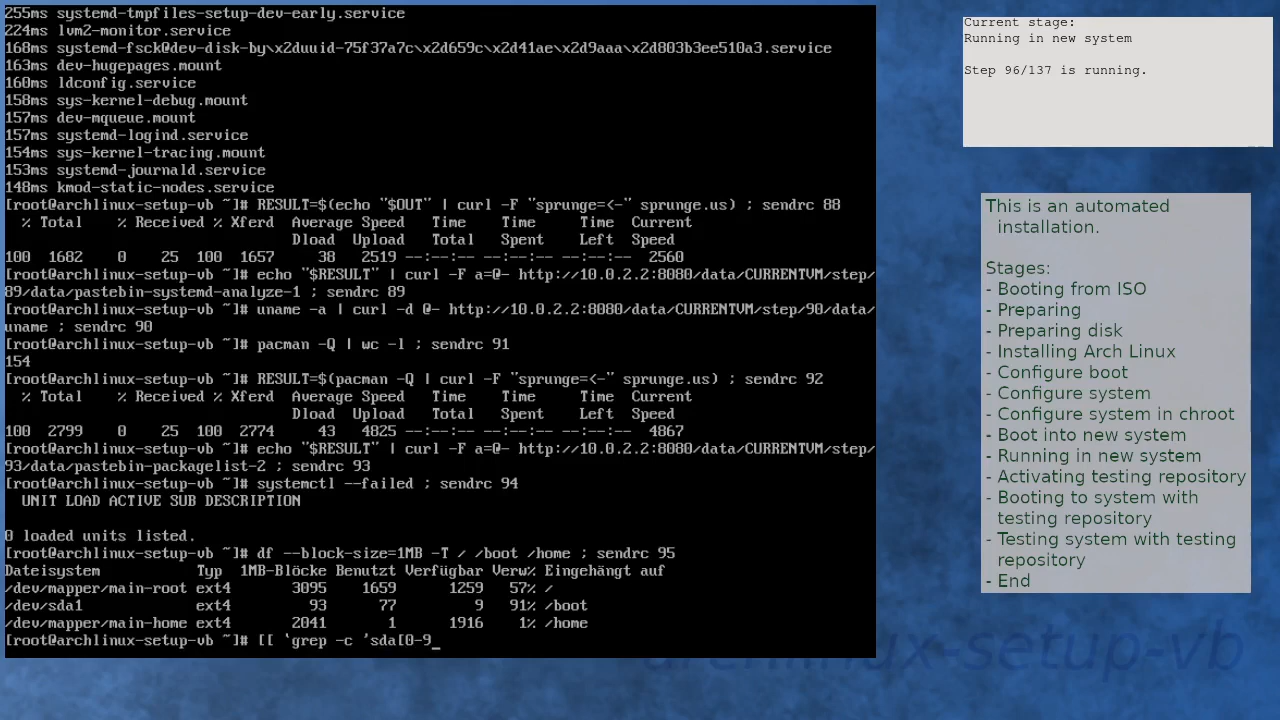 255ms systemd-tmpfiles-setup-dev-early.service
224ms lvm2-monitor.service
168ms systemd-fsck@dev-disk-by\x2duuid-75f37a7c\x2d659c\x2d41ae\x2d9aaa\x2d803b3ee510a3.service
163ms dev-hugepages.mount
160ms ldconfig.service
158ms sys-kernel-debug.mount
157ms dev-mqueue.mount
157ms systemd-logind.service
154ms sys-kernel-tracing.mount
153ms systemd-journald.service
148ms kmod-static-nodes.service
[root@archlinux-setup-vb ~]# RESULT=$(echo "$OUT" | curl -F "sprunge=<-" sprunge.us) ; sendrc 88
  % Total    % Received % Xferd  Average Speed   Time    Time     Time  Current
                                 Dload  Upload   Total   Spent    Left  Speed
100  1682    0    25  100  1657     38   2519 --:--:-- --:--:-- --:--:--  2560
[root@archlinux-setup-vb ~]# echo "$RESULT" | curl -F a=@- http://10.0.2.2:8080/data/CURRENTVM/step/
89/data/pastebin-systemd-analyze-1 ; sendrc 89
[root@archlinux-setup-vb ~]# uname -a | curl -d @- http://10.0.2.2:8080/data/CURRENTVM/step/90/data/
uname ; sendrc 90
[root@archlinux-setup-vb ~]# pacman -Q | wc -l ; sendrc 91
154
[root@archlinux-setup-vb ~]# RESULT=$(pacman -Q | curl -F "sprunge=<-" sprunge.us) ; sendrc 92
  % Total    % Received % Xferd  Average Speed   Time    Time     Time  Current
                                 Dload  Upload   Total   Spent    Left  Speed
100  2799    0    25  100  2774     43   4825 --:--:-- --:--:-- --:--:--  4867
[root@archlinux-setup-vb ~]# echo "$RESULT" | curl -F a=@- http://10.0.2.2:8080/data/CURRENTVM/step/
93/data/pastebin-packagelist-2 ; sendrc 93
[root@archlinux-setup-vb ~]# systemctl --failed ; sendrc 94
  UNIT LOAD ACTIVE SUB DESCRIPTION
0 loaded units listed.
[root@archlinux-setup-vb ~]# df --block-size=1MB -T / /boot /home ; sendrc 95
Dateisystem           Typ  1MB-Blöcke Benutzt Verfügbar Verw% Eingehängt auf
/dev/mapper/main-root ext4       3095    1659      1259   57% /
/dev/sda1             ext4         93      77         9   91% /boot
/dev/mapper/main-home ext4       2041       1      1916    1% /home
[root@archlinux-setup-vb ~]# [[ `grep -c 'sda[0-9_
Current stage:
Running in new system
Step 96/137 is running.
This is an automated
installation.
Stages:
- Booting from ISO
- Preparing
- Preparing disk
- Installing Arch Linux
- Configure boot
- Configure system
- Configure system in chroot
- Boot into new system
- Running in new system
- Activating testing repository
- Booting to system with
testing repository
- Testing system with testing
repository
- End
archlinux-setup-vb